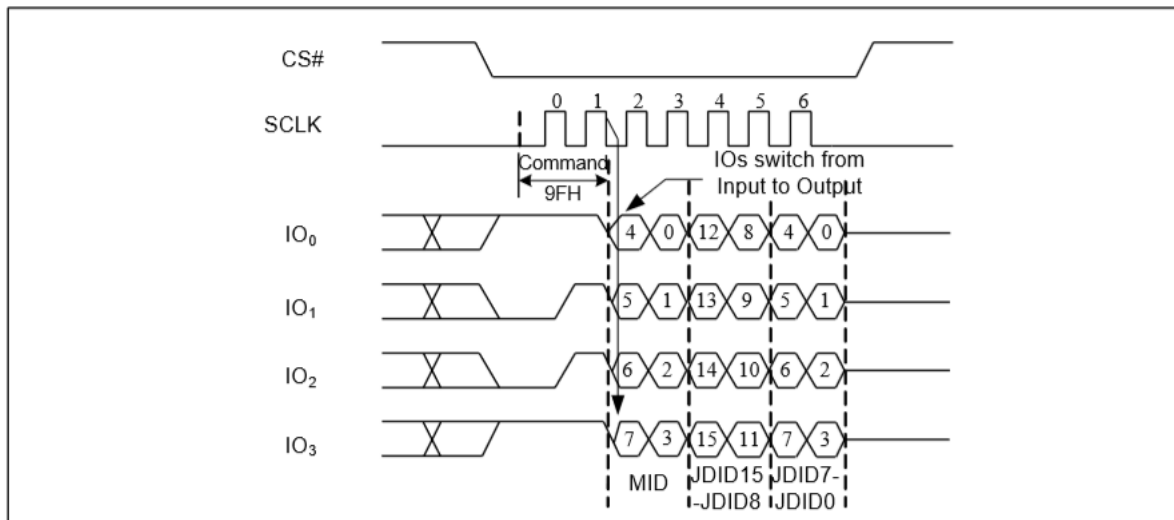 CS#
0 1 2 3 4 5 6
SCLK
Command
9FH
IOs switch from
Input to Output
IO₀
4 0 12 8 4 0
IO₁
5 1 13 9 5 1
IO₂
6 2 14 10 6 2
IO₃
7 3 15 11 7 3
MID
JDID15
-JDID8
JDID7-
JDID0